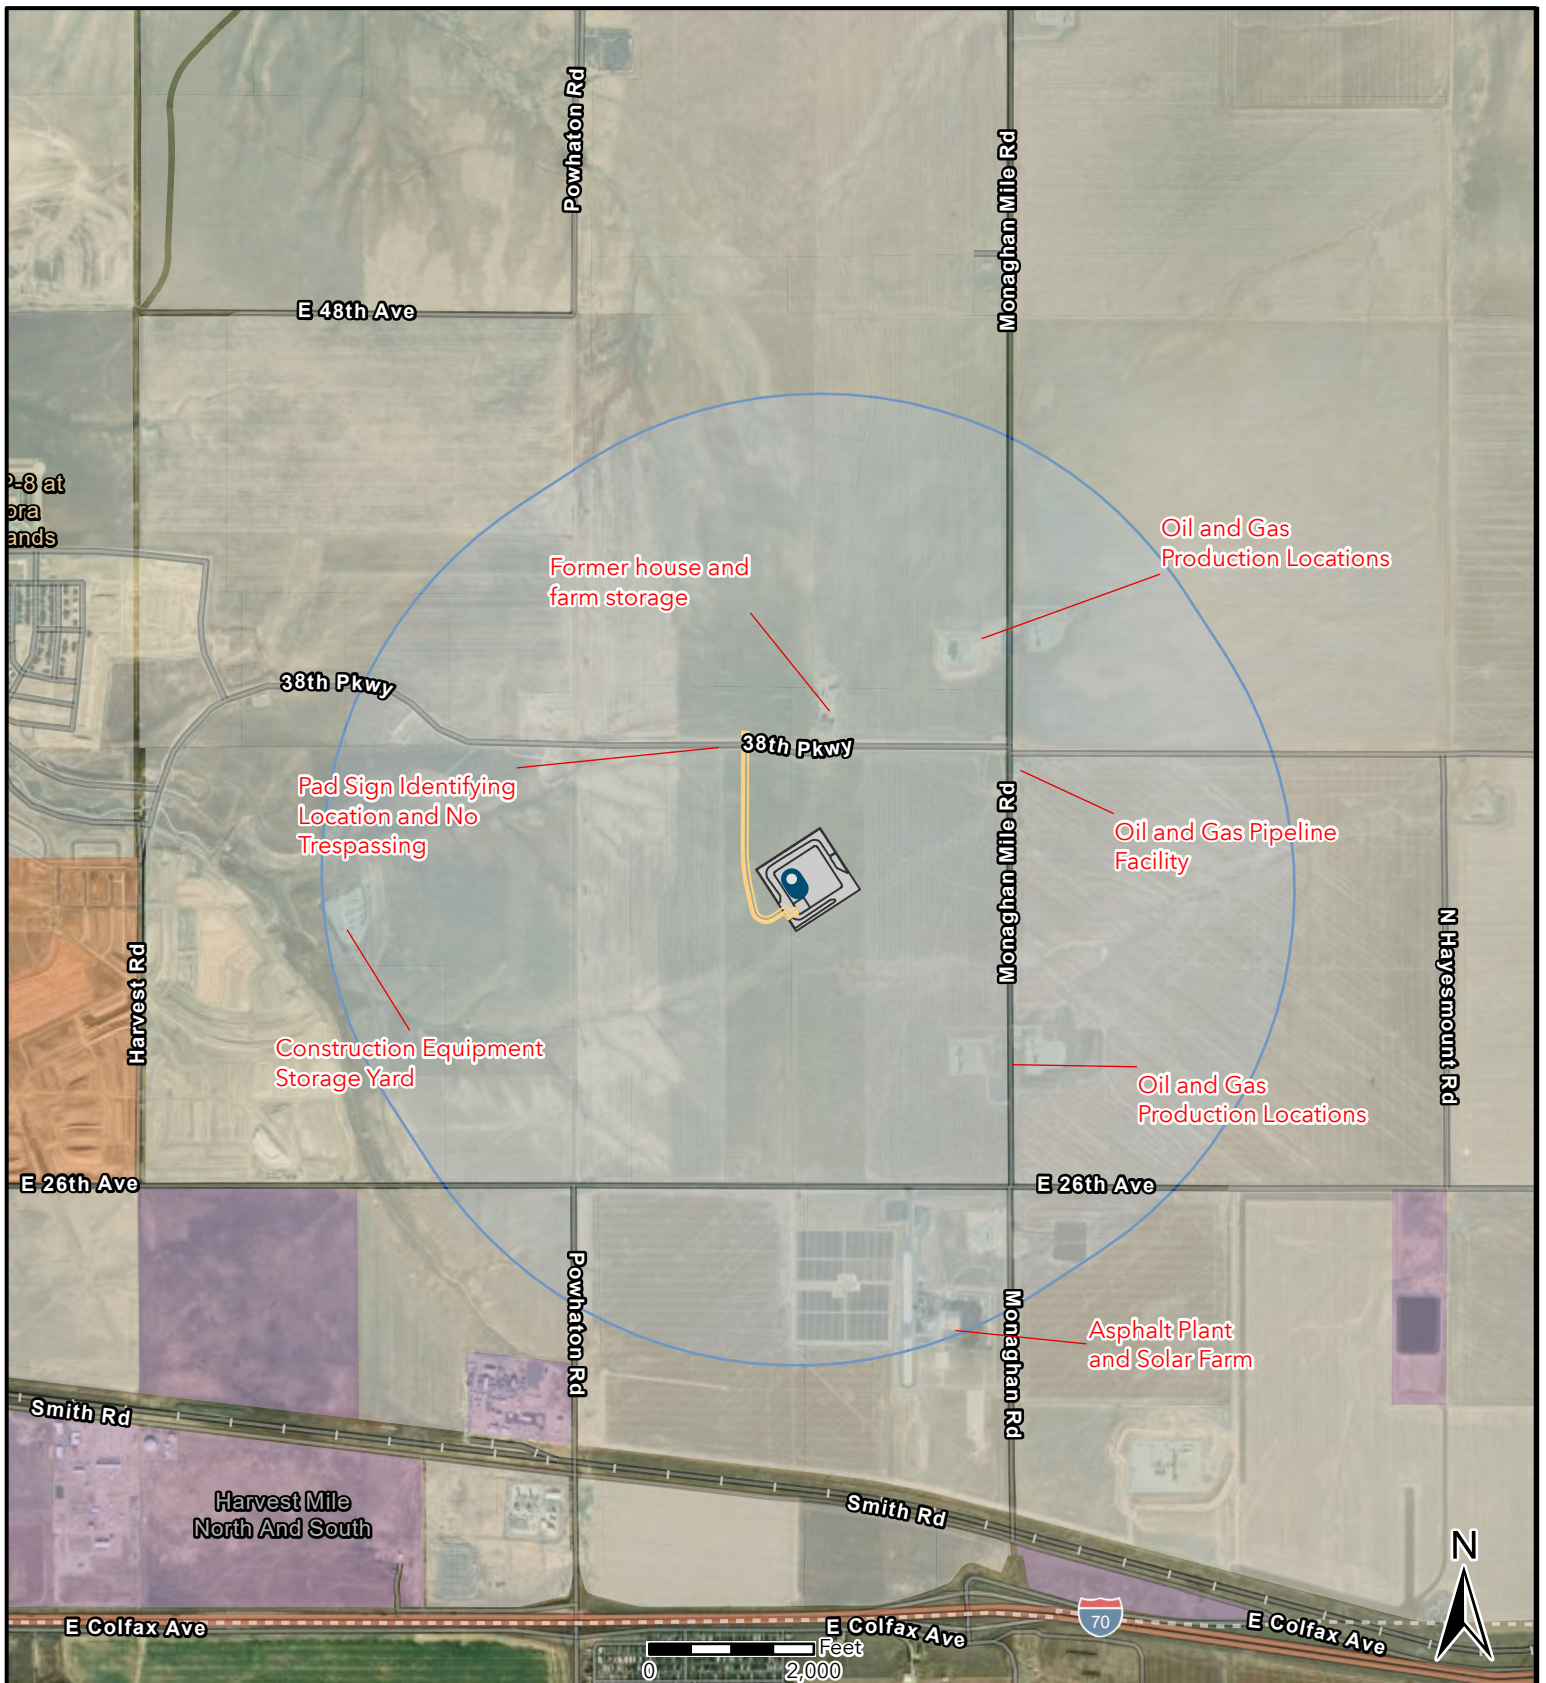 Powhaton Rd
Monaghan Mile Rd
E 48th Ave
P-8 at
ora
ands
Oil and Gas
Production Locations
Former house and
farm storage
38th Pkwy
38th Pkwy
Pad Sign Identifying
Location and No
Trespassing
Monaghan Mile Rd
Oil and Gas Pipeline
Facility
N Hayesmount Rd
Harvest Rd
Construction Equipment
Storage Yard
Oil and Gas
Production Locations
E 26th Ave
E 26th Ave
Powhaton Rd
Monaghan Rd
Asphalt Plant
and Solar Farm
Smith Rd
Harvest Mile
North And South
Smith Rd
N
E Colfax Ave
E Colfax Ave
70
E Colfax Ave
Feet
0 2,000